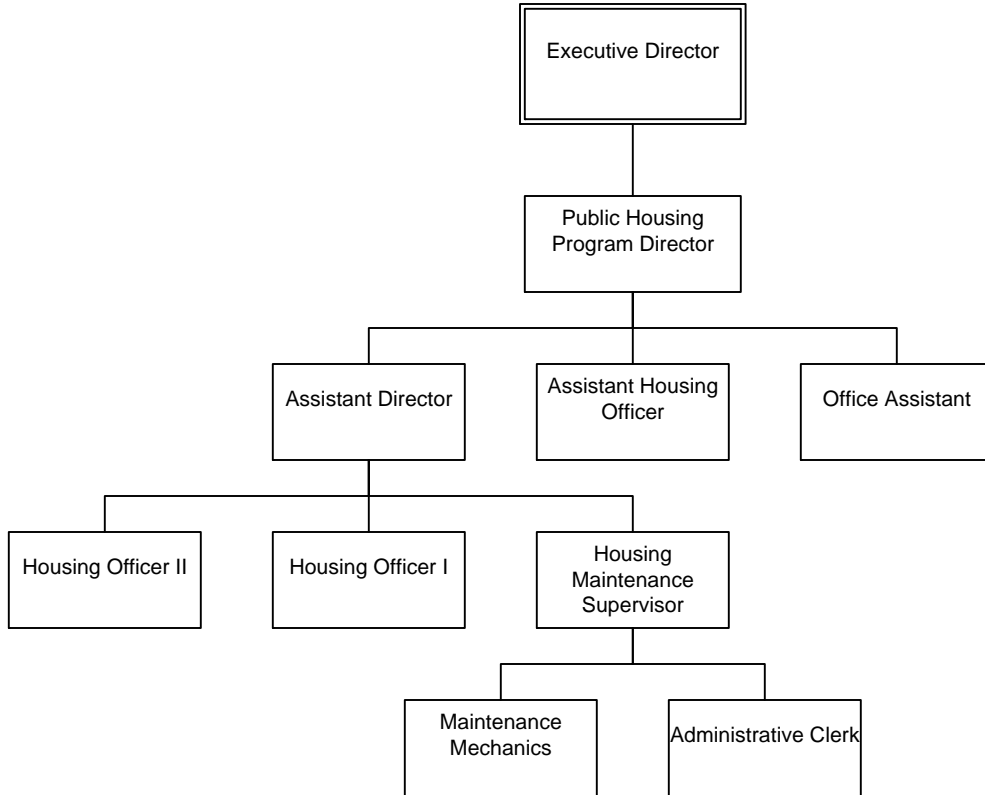 Executive Director
Public Housing
Program Director
Assistant Director
Assistant Housing
Officer
Office Assistant
Housing Officer II
Housing Officer I
Housing
Maintenance
Supervisor
Maintenance
Mechanics
Administrative Clerk